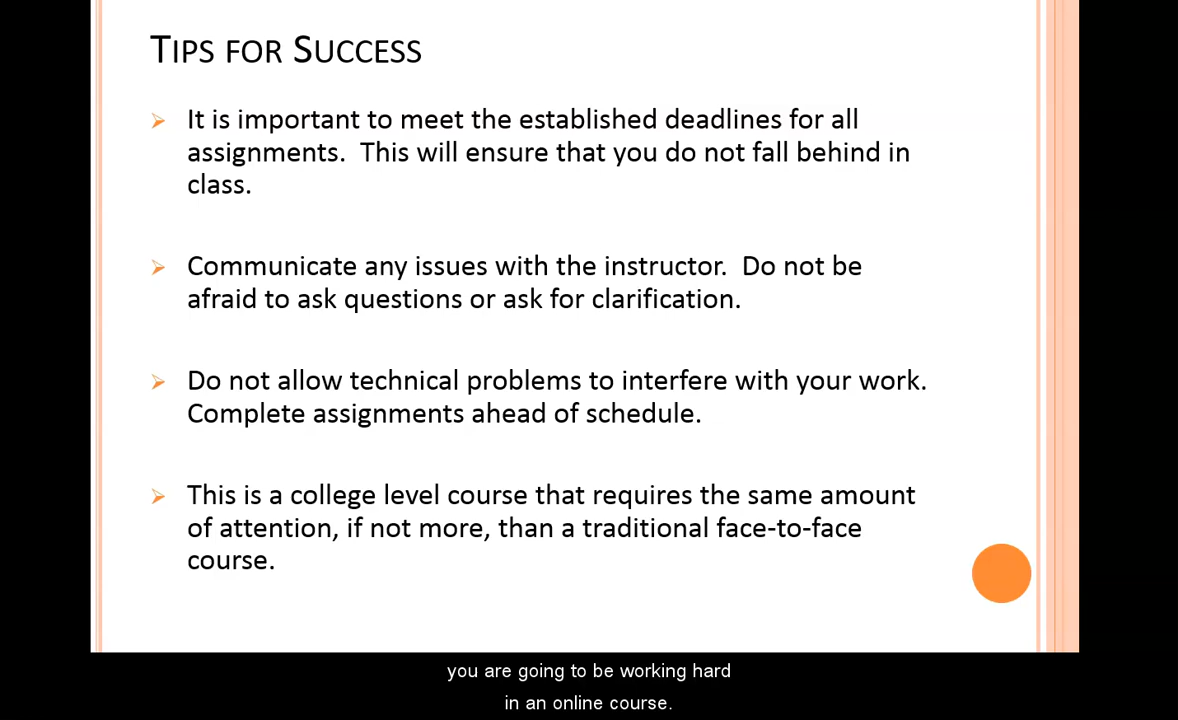 TIPS FOR SUCCESS
It is important to meet the established deadlines for all
assignments.  This will ensure that you do not fall behind in
class.
Communicate any issues with the instructor.  Do not be
afraid to ask questions or ask for clarification.
Do not allow technical problems to interfere with your work.
Complete assignments ahead of schedule.
This is a college level course that requires the same amount
of attention, if not more, than a traditional face-to-face
course.
you are going to be working hard
in an online course.